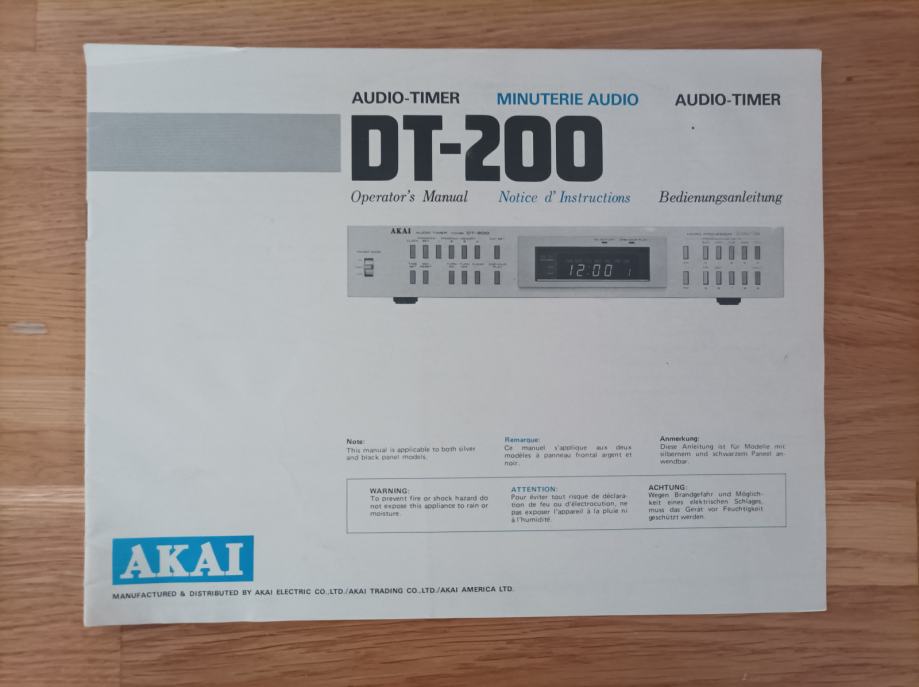 AUDIO-TIMER MINUTERIE AUDIO AUDIO-TIMER
DT-200
Operator's Manual Notice d'Instructions Bedienungsanleitung
AKAI AUDIO TIMER DT-200
12:00 1
Note:
This manual is applicable to both silver
and black panel models.
Remarque:
Ce manuel s'applique aux deux
modèles à panneau frontal argent et
noir.
Anmerkung:
Diese Anleitung ist für Modelle mit
silbernem und schwarzem Paneel an-
wendbar.
WARNING:
To prevent fire or shock hazard do
not expose this appliance to rain or
moisture.
ATTENTION:
Pour éviter tout risque de déclara-
tion de feu ou d'électrocution, ne
pas exposer l'appareil à la pluie ni
à l'humidité.
ACHTUNG:
Wegen Brandgefahr und Möglich-
keit eines elektrischen Schlages,
muss das Gerät vor Feuchtigkeit
geschützt werden.
AKAI
MANUFACTURED & DISTRIBUTED BY AKAI ELECTRIC CO.,LTD./AKAI TRADING CO.,LTD./AKAI AMERICA LTD.